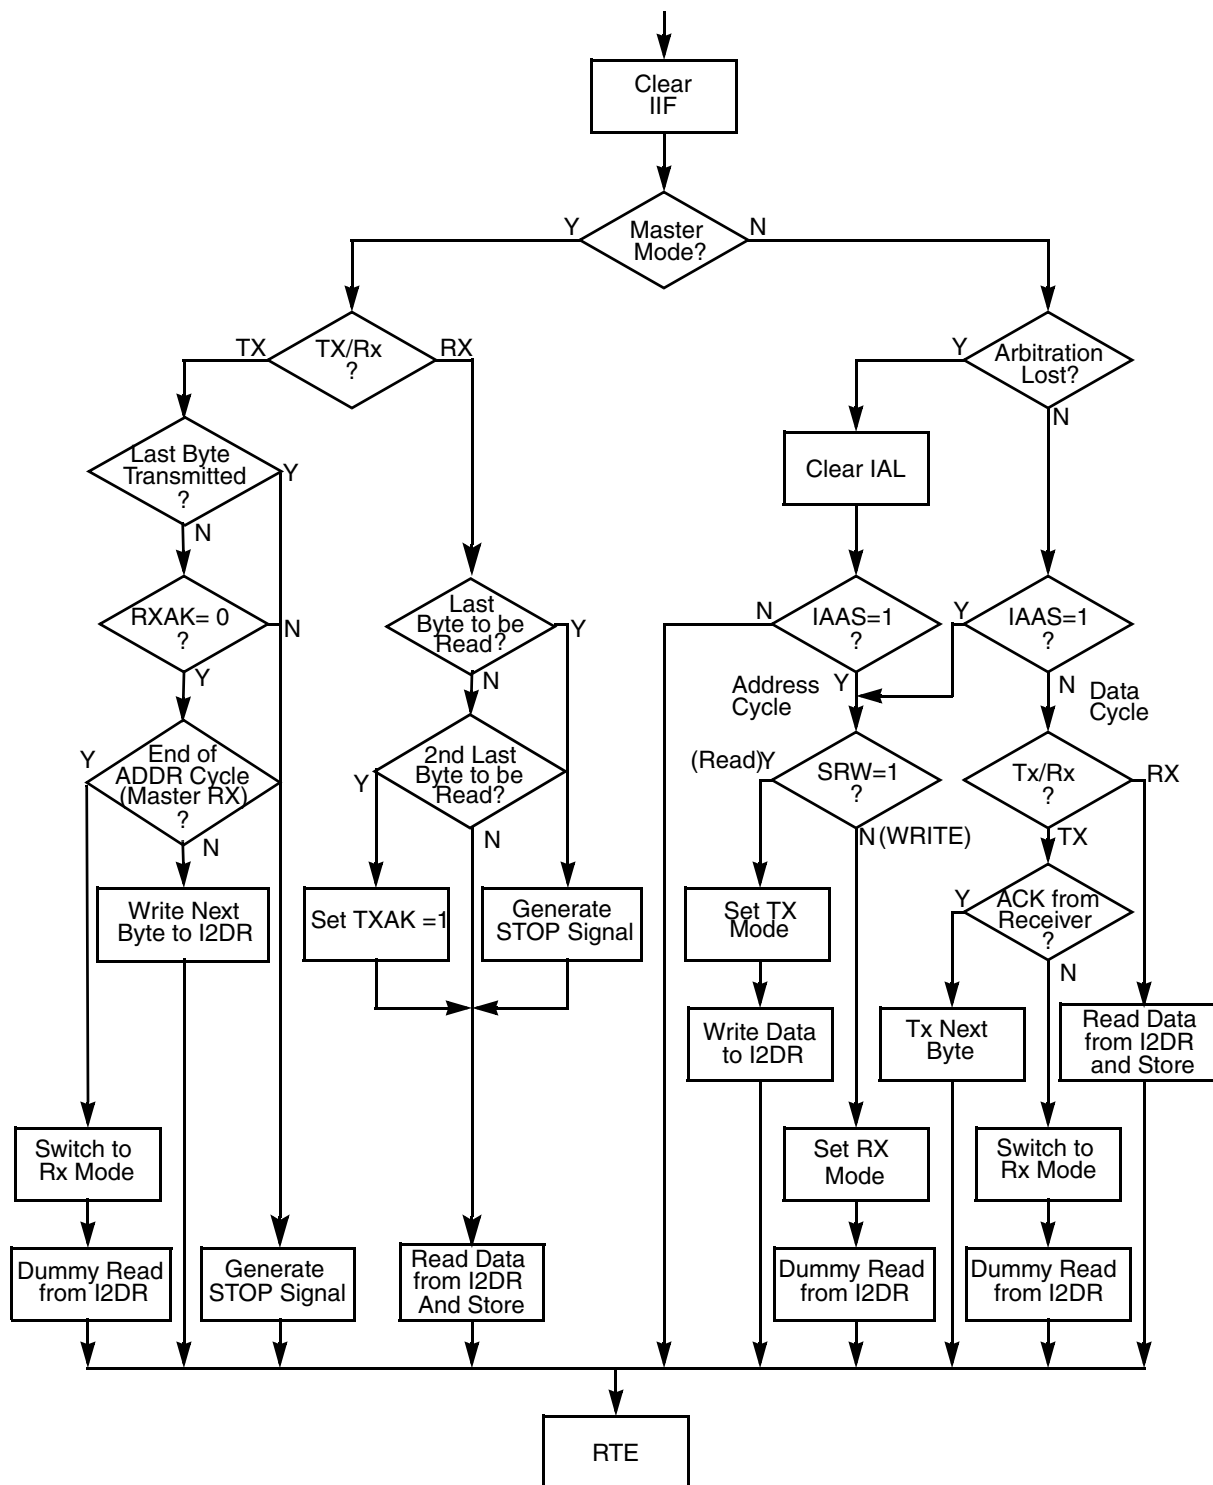 Clear
IIF
Master
Mode?
Y
N
TX/Rx
?
TX
RX
Arbitration
Lost?
Y
N
Last Byte
Transmitted
?
Y
N
Clear IAL
RXAK= 0
?
N
Y
Last
Byte to be
Read?
Y
N
IAAS=1
?
N
Y
IAAS=1
?
Y
N
Address
Cycle
Data
Cycle
End of
ADDR Cycle
(Master RX)
?
Y
N
2nd Last
Byte to be
Read?
Y
N
(Read)
Y
SRW=1
?
N
(WRITE)
Tx/Rx
?
RX
TX
Write Next
Byte to I2DR
Set TXAK =1
Generate
STOP Signal
Set TX
Mode
ACK from
Receiver
?
Y
N
Write Data
to I2DR
Tx Next
Byte
Read Data
from I2DR
and Store
Switch to
Rx Mode
Set RX
Mode
Switch to
Rx Mode
Dummy Read
from I2DR
Generate
STOP Signal
Read Data
from I2DR
And Store
Dummy Read
from I2DR
Dummy Read
from I2DR
RTE